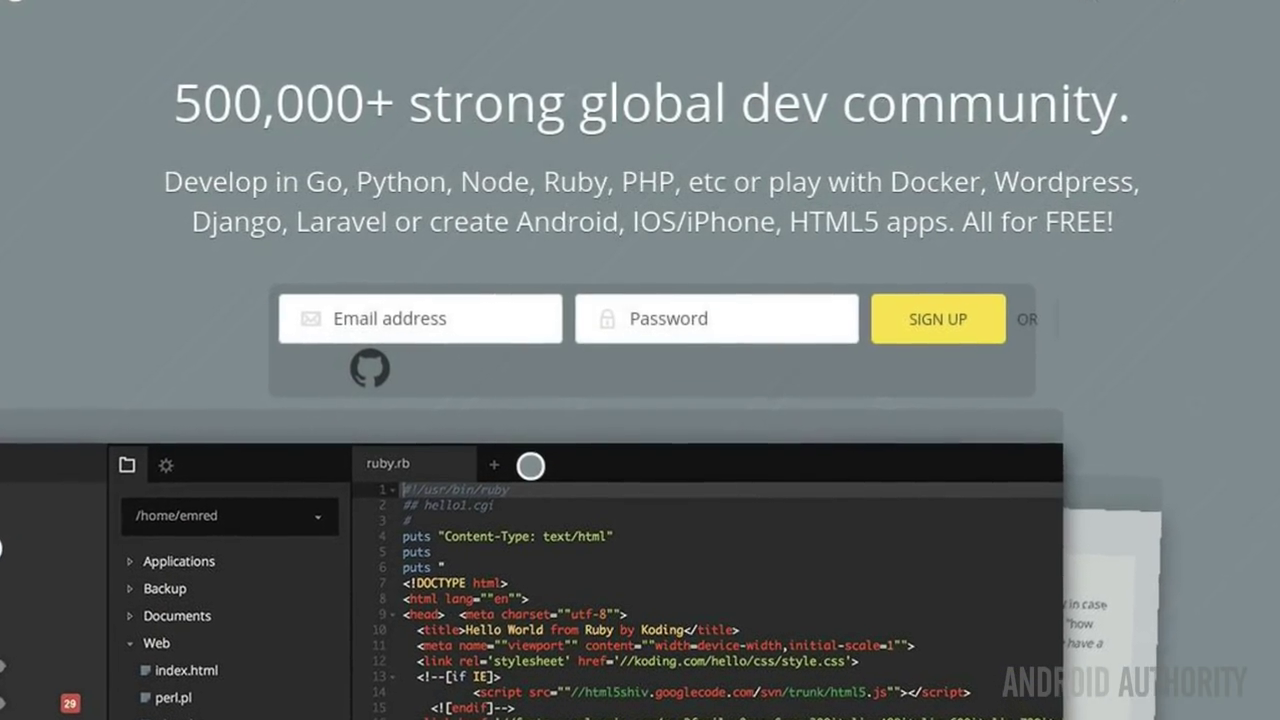 500,000+ strong global dev community.
Develop in Go, Python, Node, Ruby, PHP, etc or play with Docker, Wordpress,
Django, Laravel or create Android, IOS/iPhone, HTML5 apps. All for FREE!
Email address
Password
SIGN UP
OR
ruby.rb
+
/home/emred
Applications
Backup
Documents
Web
index.html
perl.pl
29
1 #!/usr/bin/ruby
2 ## hello1.cgi
3 #
4 puts "Content-Type: text/html"
5 puts
6 puts "
7 <!DOCTYPE html>
8 <html lang=""en"">
9 <head>  <meta charset=""utf-8"">
10 <title>Hello World from Ruby by Koding</title>
11 <meta name=""viewport"" content=""width=device-width,initial-scale=1"">
12 <link rel='stylesheet' href='//koding.com/hello/css/style.css'>
13 <!--[if IE]>
14 <script src=""//html5shiv.googlecode.com/svn/trunk/html5.js""></script>
15 <![endif]-->
in case
"how
have a
ANDROID AUTHORITY